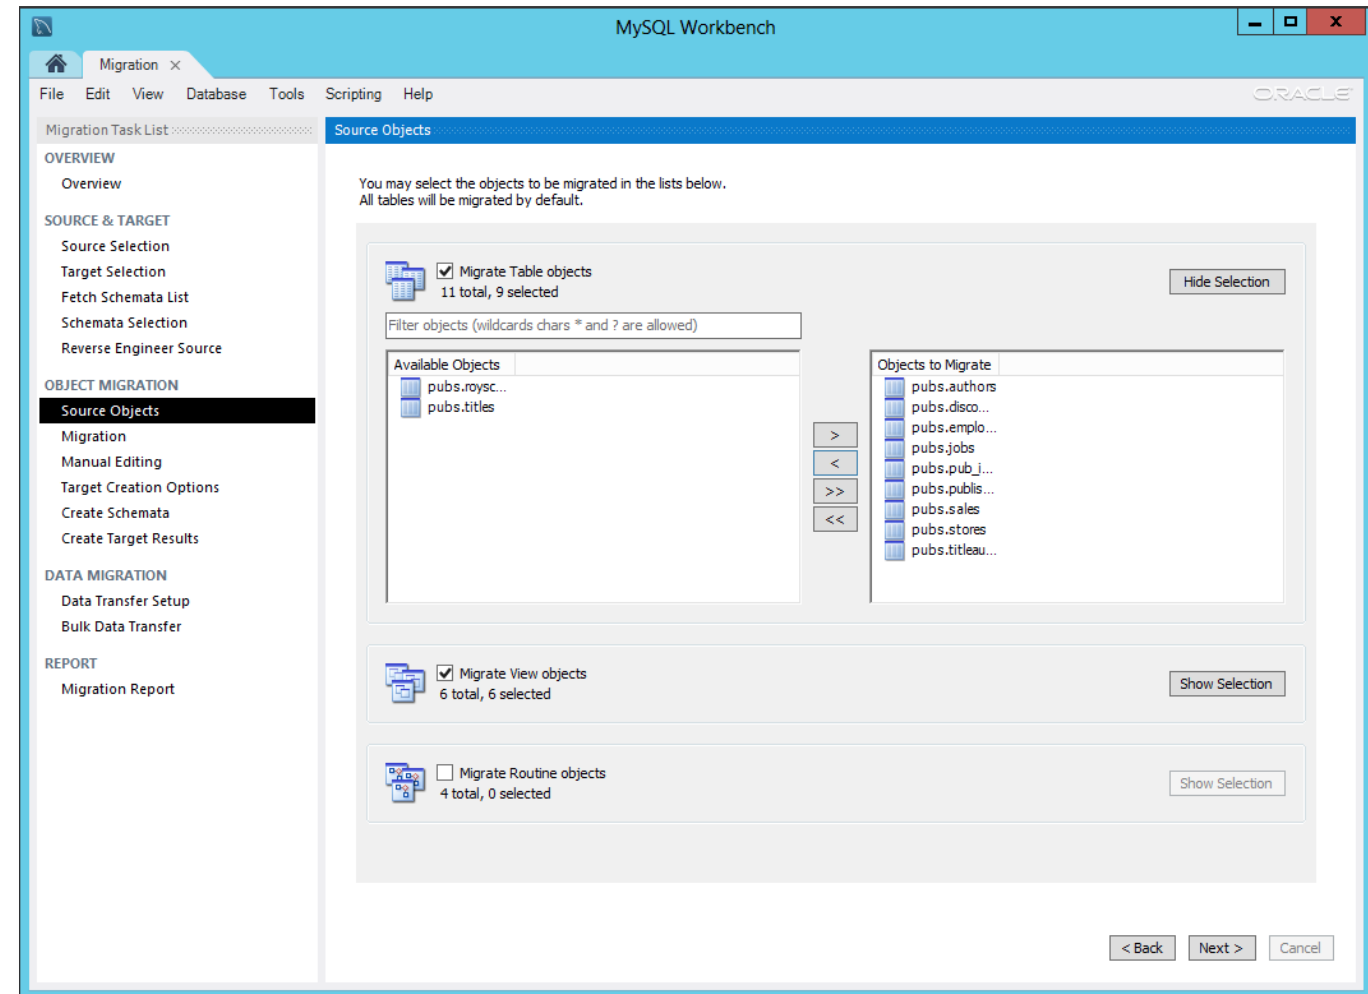 MySQL Workbench
Migration
File Edit View Database Tools Scripting Help
ORACLE
Migration Task List
OVERVIEW
Overview
SOURCE & TARGET
Source Selection
Target Selection
Fetch Schemata List
Schemata Selection
Reverse Engineer Source
OBJECT MIGRATION
Source Objects
Migration
Manual Editing
Target Creation Options
Create Schemata
Create Target Results
DATA MIGRATION
Data Transfer Setup
Bulk Data Transfer
REPORT
Migration Report
Source Objects
You may select the objects to be migrated in the lists below.
All tables will be migrated by default.
Migrate Table objects
11 total, 9 selected
Hide Selection
Filter objects (wildcards chars * and ? are allowed)
Available Objects
pubs.roysc...
pubs.titles
>
<
>>
<<
Objects to Migrate
pubs.authors
pubs.disco...
pubs.emplo...
pubs.jobs
pubs.pub_i...
pubs.publis...
pubs.sales
pubs.stores
pubs.titleau...
Migrate View objects
6 total, 6 selected
Show Selection
Migrate Routine objects
4 total, 0 selected
Show Selection
< Back Next > Cancel